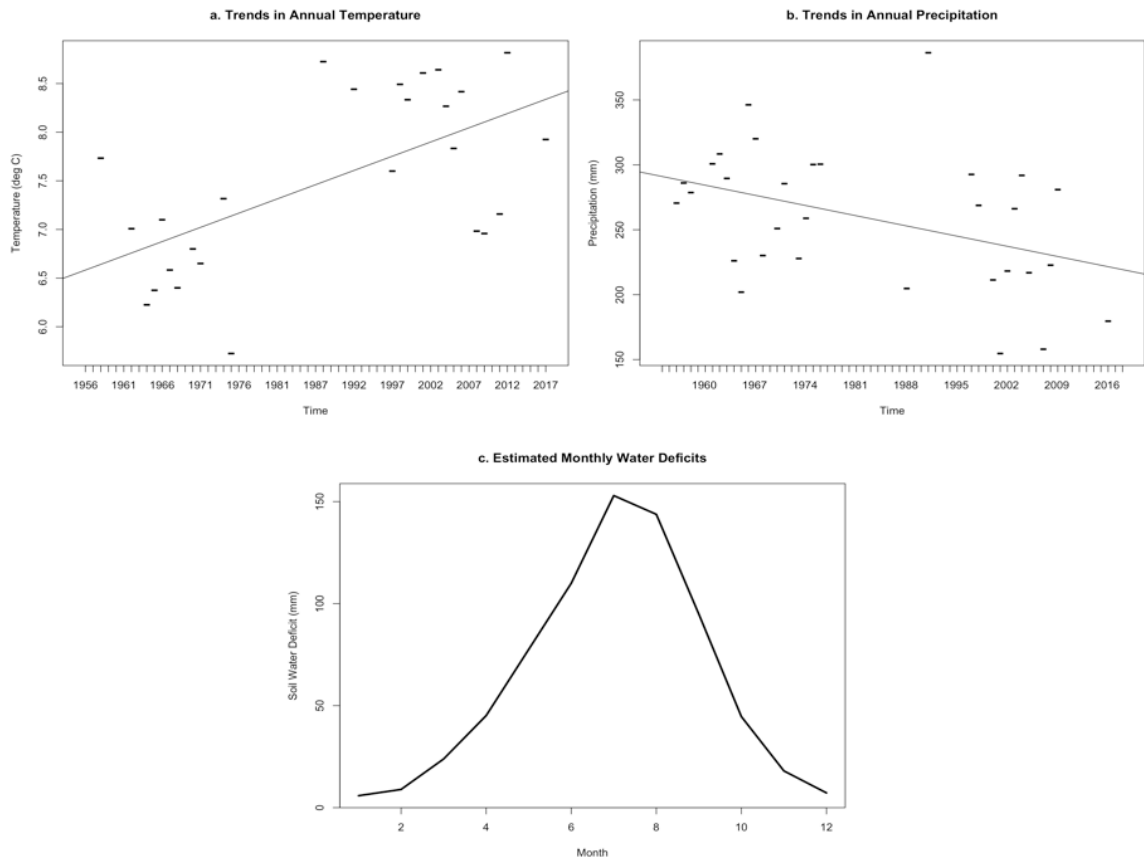 a. Trends in Annual Temperature
Temperature (deg C)
8.5
8.0
7.5
7.0
6.5
6.0
1956 1961 1966 1971 1976 1981 1987 1992 1997 2002 2007 2012 2017
Time
b. Trends in Annual Precipitation
Precipitation (mm)
350
300
250
200
150
1960 1967 1974 1981 1988 1995 2002 2009 2016
Time
c. Estimated Monthly Water Deficits
Soil Water Deficit (mm)
150
100
50
0
2 4 6 8 10 12
Month